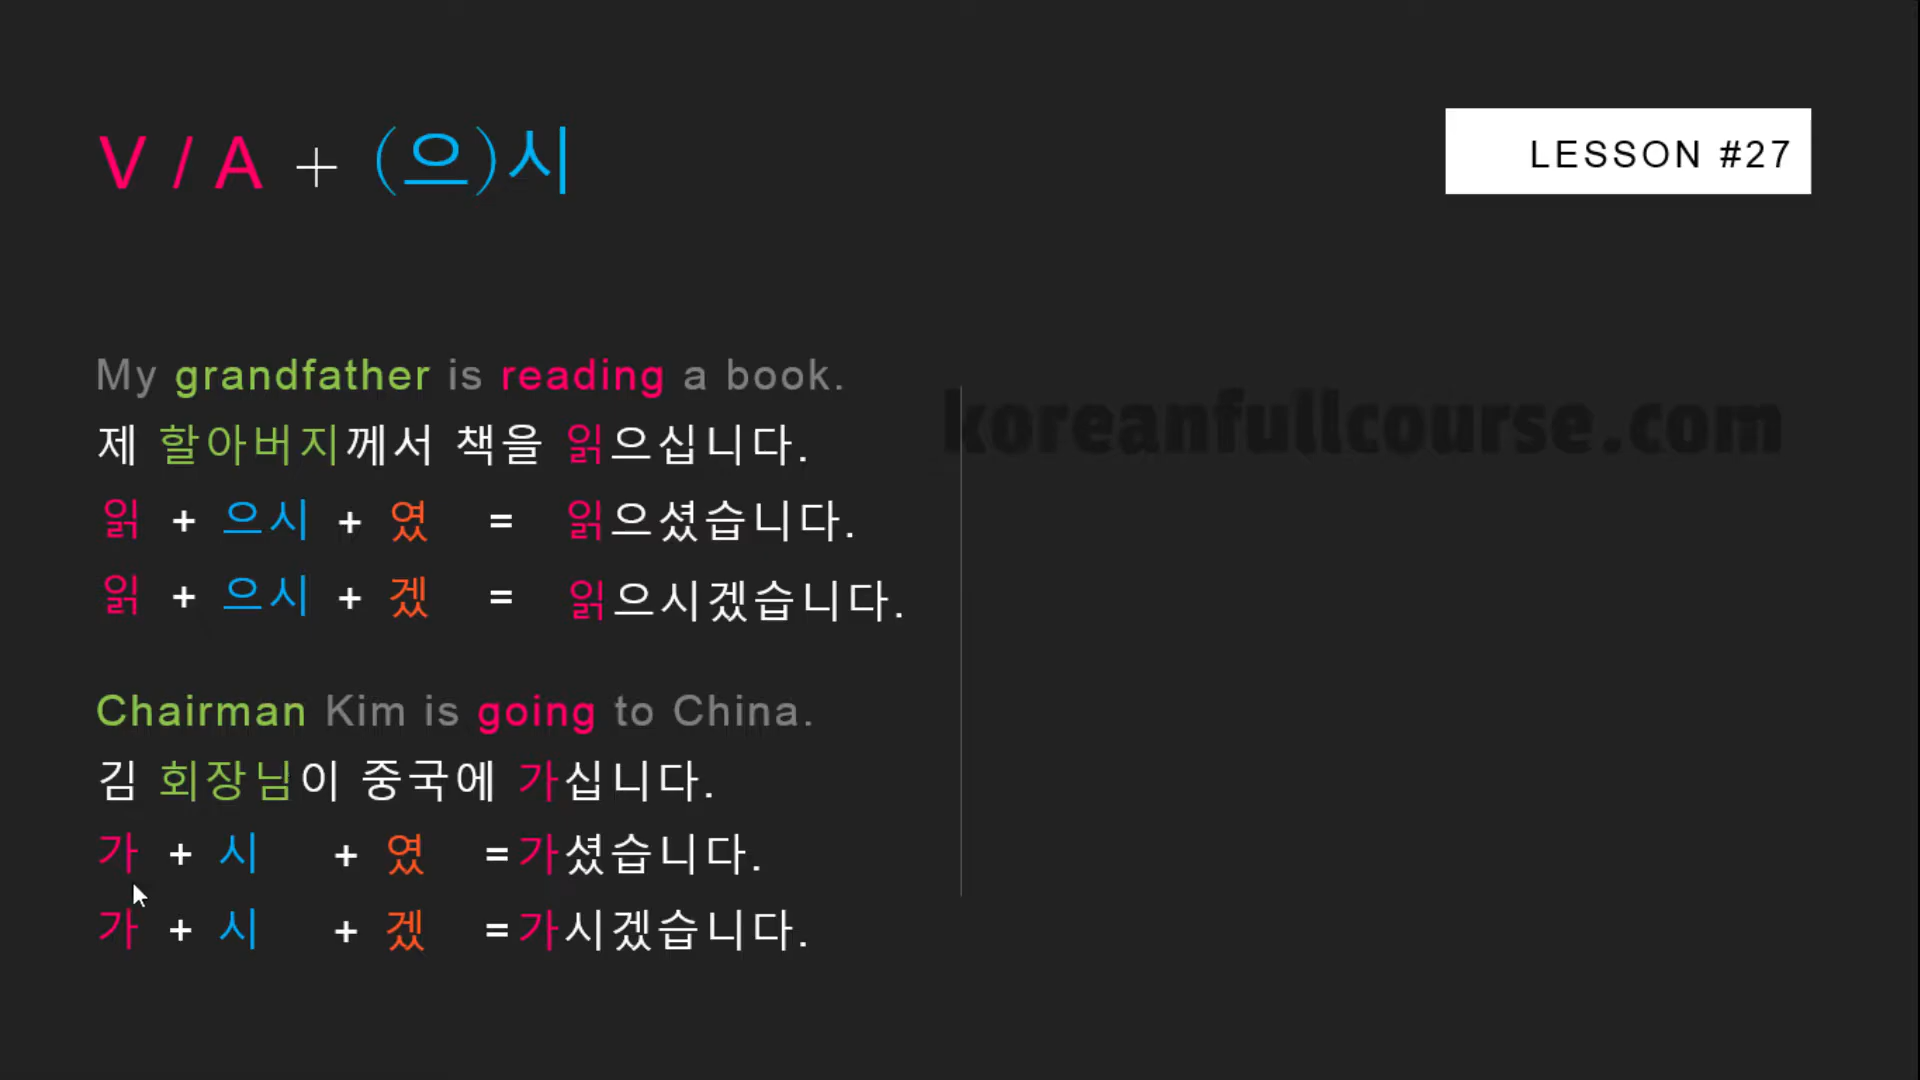 V / A + (으)시
LESSON #27
My grandfather is reading a book.
제 할아버지께서 책을 읽으십니다.
읽 + 으시 + 였 = 읽으셨습니다.
읽 + 으시 + 겠 = 읽으시겠습니다.
Chairman Kim is going to China.
김 회장님이 중국에 가십니다.
가 + 시 + 였 =가셨습니다.
가 + 시 + 겠 =가시겠습니다.
koreanfullcourse.com